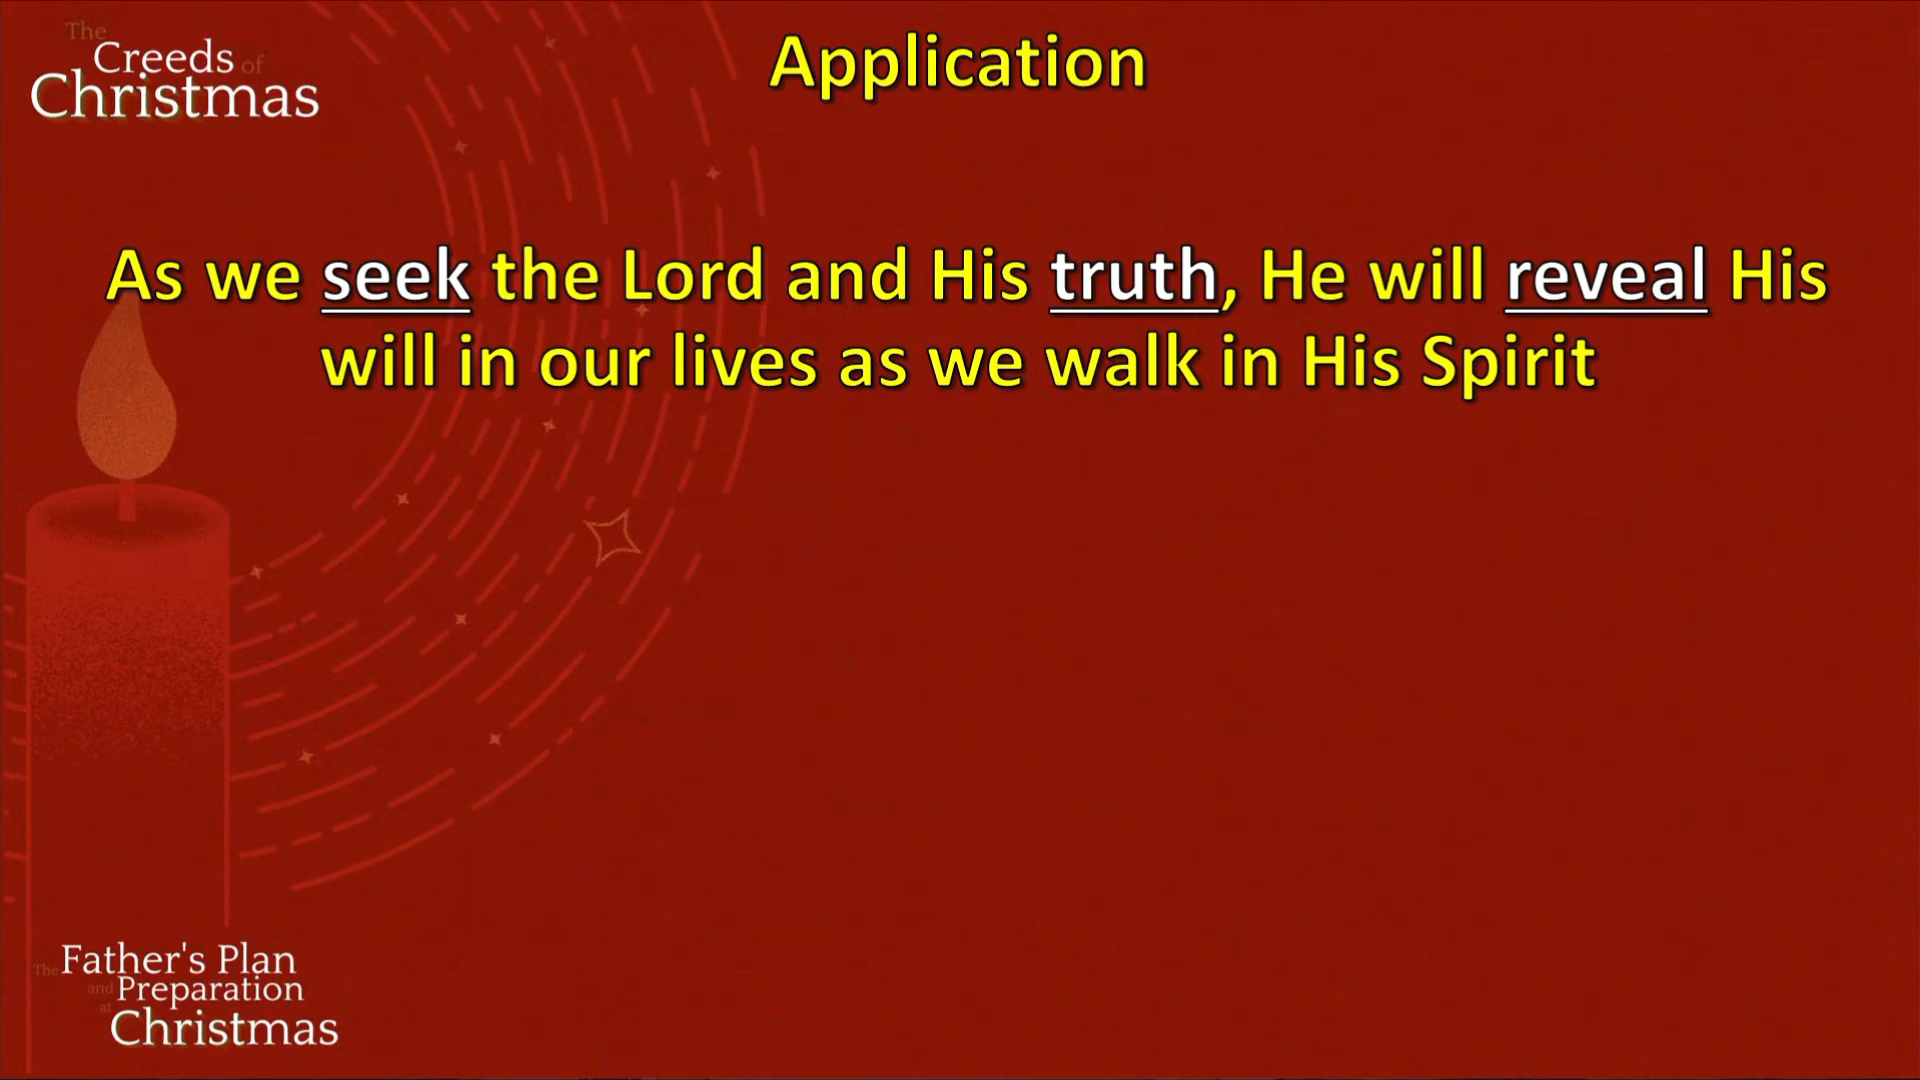 The
Creeds of
Christmas
Application
As we seek the Lord and His truth, He will reveal His
will in our lives as we walk in His Spirit
The Father's Plan
and Preparation
at Christmas